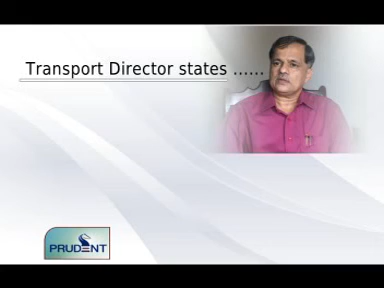 Transport Director states ......
PRUDENT